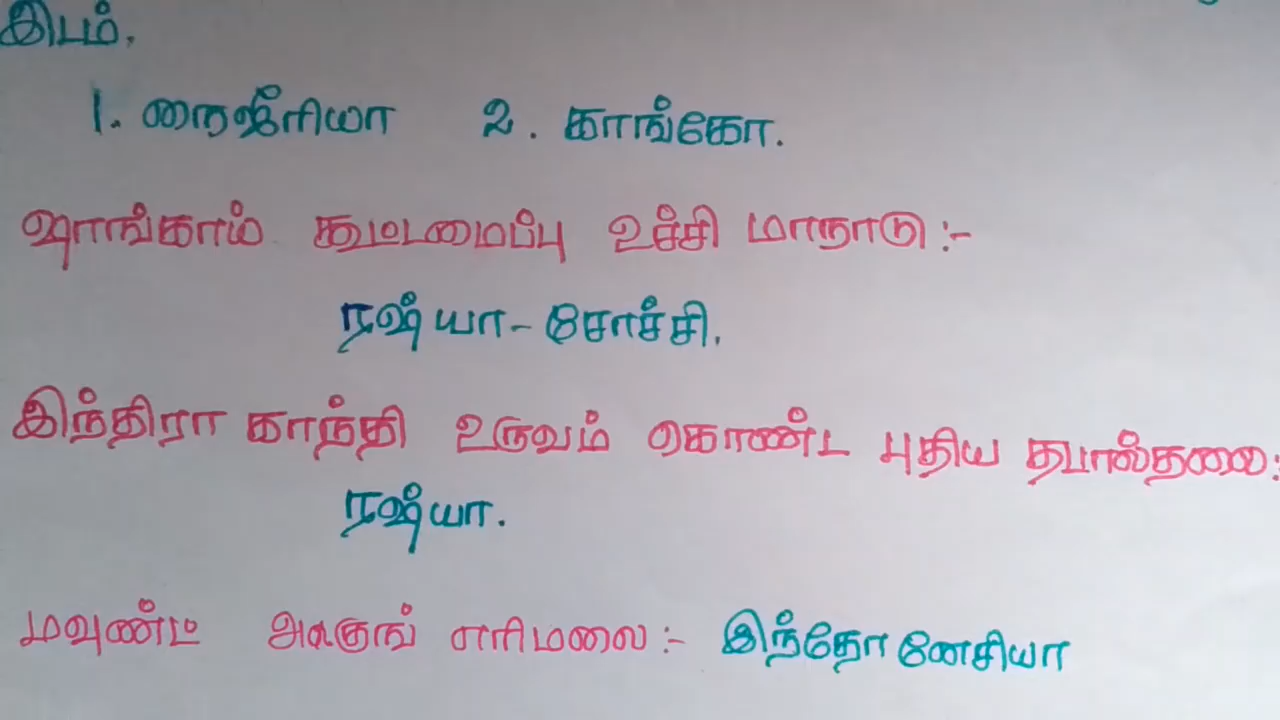 இடம்.
1. நைஜீரியா 2. காங்கோ.
ஷாங்காம் கூட்டமைப்பு உச்சி மாநாடு :-
ரஷ்யா - சோச்சி.
இந்திரா காந்தி உருவம் கொண்ட புதிய தபால்தலை:
ரஷ்யா.
மவுண்ட் அகுங் எரிமலை :- இந்தோனேசியா